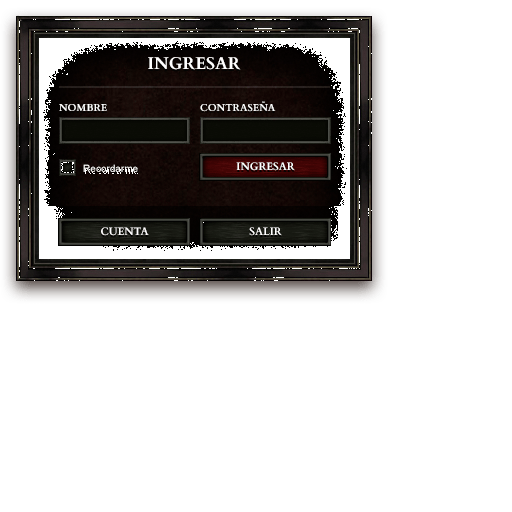 INGRESAR
NOMBRE CONTRASEÑA
Recordarme INGRESAR
CUENTA SALIR